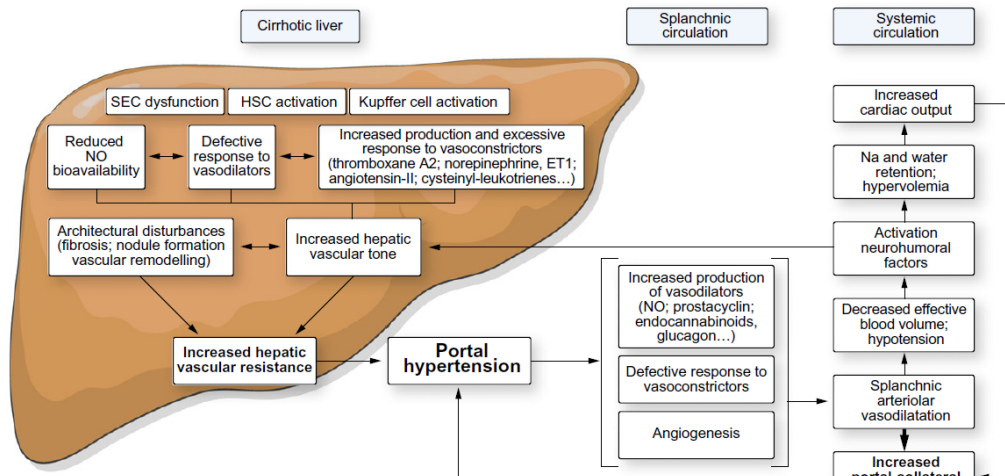 Cirrhotic liver
Splanchnic
circulation
Systemic
circulation
SEC dysfunction
HSC activation
Kupffer cell activation
Reduced
NO
bioavailability
Defective
response to
vasodilators
Increased production and excessive
response to vasoconstrictors
(thromboxane A2; norepinephrine, ET1;
angiotensin-II; cysteinyl-leukotrienes…)
Architectural disturbances
(fibrosis; nodule formation
vascular remodelling)
Increased hepatic
vascular tone
Increased hepatic
vascular resistance
Portal
hypertension
Increased production
of vasodilators
(NO; prostacyclin;
endocannabinoids,
glucagon…)
Defective response to
vasoconstrictors
Angiogenesis
Increased
cardiac output
Na and water
retention;
hypervolemia
Activation
neurohumoral
factors
Decreased effective
blood volume;
hypotension
Splanchnic
arteriolar
vasodilatation
Increased
portal-collateral